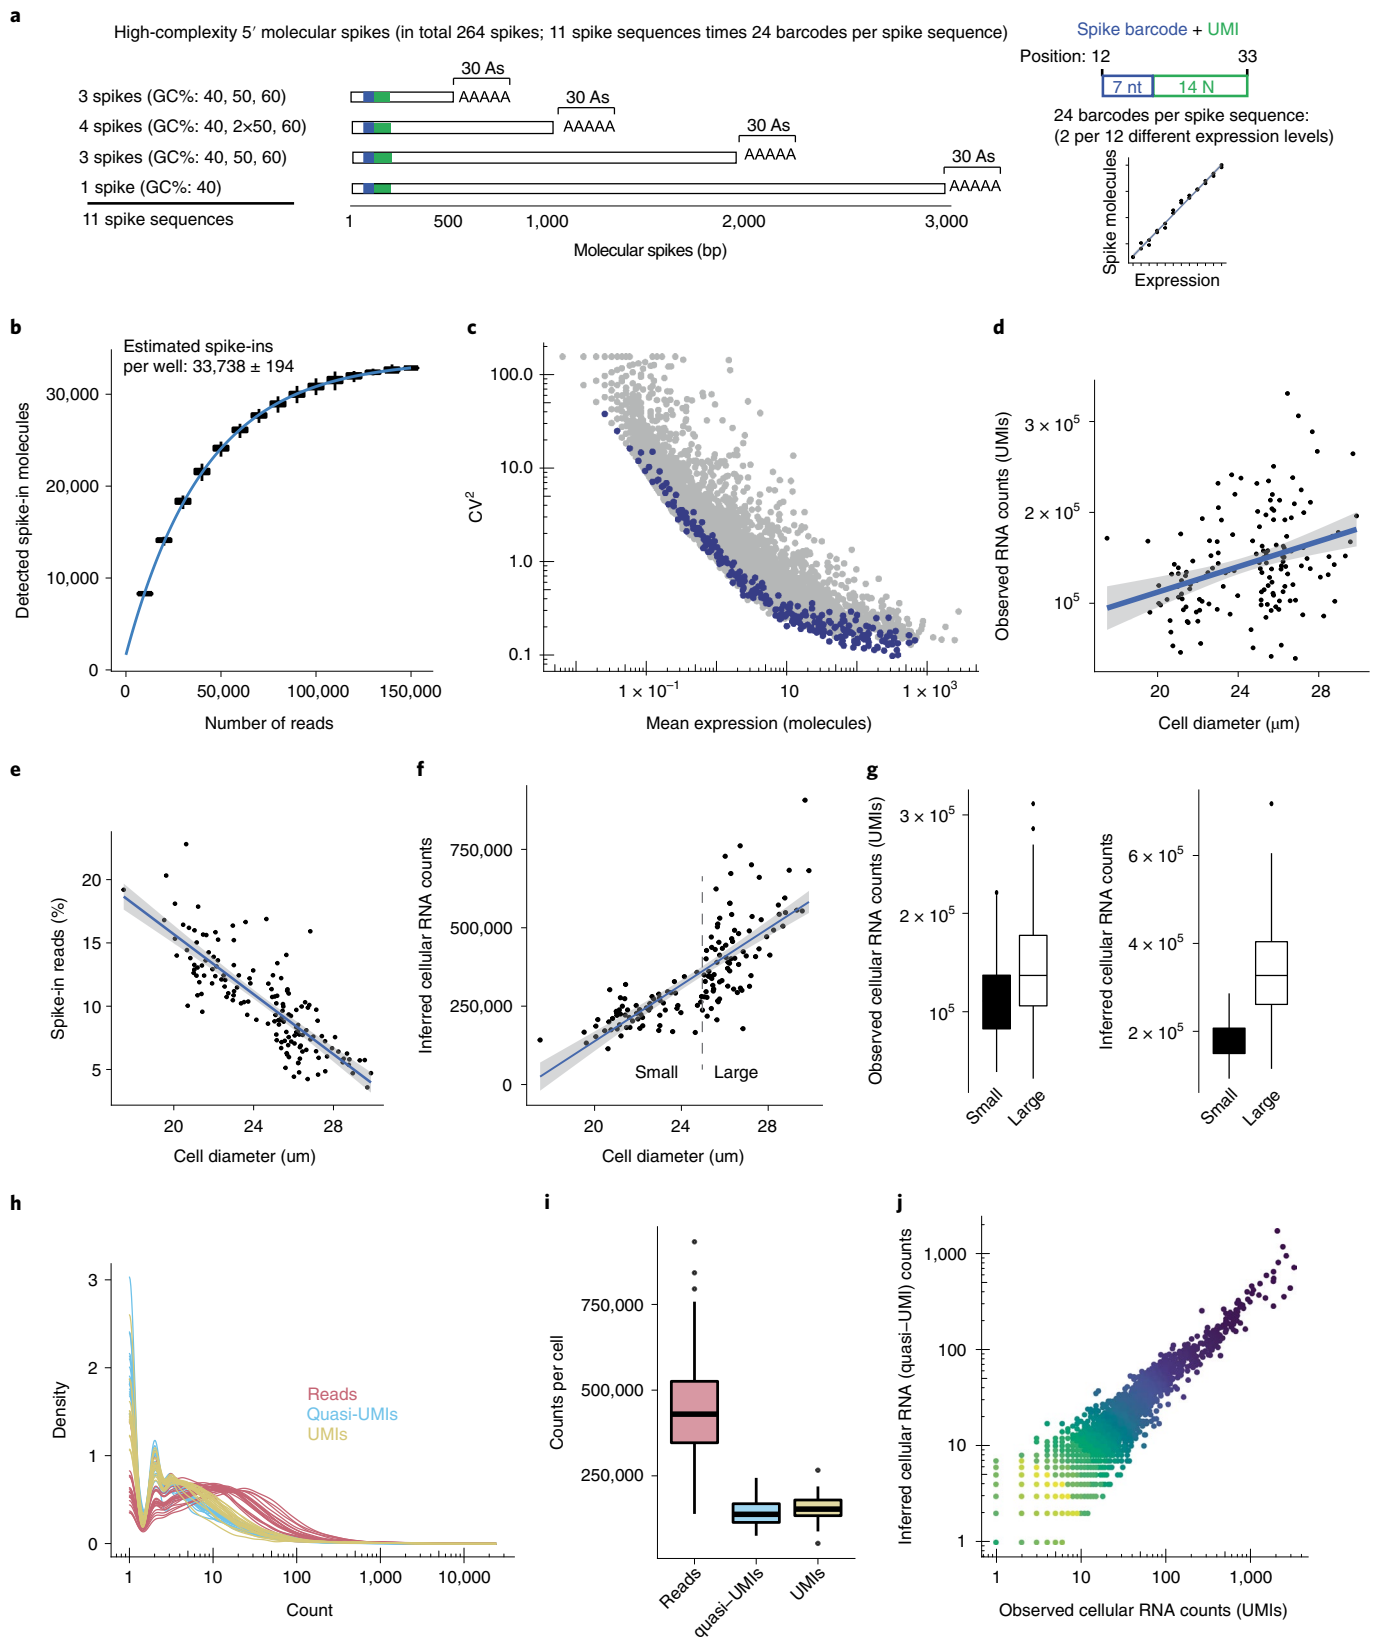 a
High-complexity 5′ molecular spikes (in total 264 spikes; 11 spike sequences times 24 barcodes per spike sequence)
3 spikes (GC%: 40, 50, 60)
4 spikes (GC%: 40, 2×50, 60)
3 spikes (GC%: 40, 50, 60)
1 spike (GC%: 40)
11 spike sequences
30 As
AAAAA
30 As
AAAAA
30 As
AAAAA
30 As
AAAAA
1 500 1,000 2,000 3,000
Molecular spikes (bp)
Spike barcode + UMI
Position: 12 33
7 nt 14 N
24 barcodes per spike sequence:
(2 per 12 different expression levels)
Spike molecules
Expression
b
Estimated spike-ins
per well: 33,738 ± 194
Detected spike-in molecules
30,000
20,000
10,000
0
0 50,000 100,000 150,000
Number of reads
c
CV²
100.0
10.0
1.0
0.1
1 × 10⁻¹ 10 1 × 10³
Mean expression (molecules)
d
Observed RNA counts (UMIs)
3 × 10⁵
2 × 10⁵
10⁵
20 24 28
Cell diameter (μm)
e
Spike-in reads (%)
20
15
10
5
20 24 28
Cell diameter (um)
f
Inferred cellular RNA counts
750,000
500,000
250,000
0
Small Large
20 24 28
Cell diameter (um)
g
Observed cellular RNA counts (UMIs)
3 × 10⁵
2 × 10⁵
10⁵
Small Large
Inferred cellular RNA counts
6 × 10⁵
4 × 10⁵
2 × 10⁵
Small Large
h
Density
3
2
1
0
Reads
Quasi-UMIs
UMIs
1 10 100 1,000 10,000
Count
i
Counts per cell
750,000
500,000
250,000
Reads quasi–UMIs UMIs
j
Inferred cellular RNA (quasi–UMI) counts
1,000
100
10
1
1 10 100 1,000
Observed cellular RNA counts (UMIs)